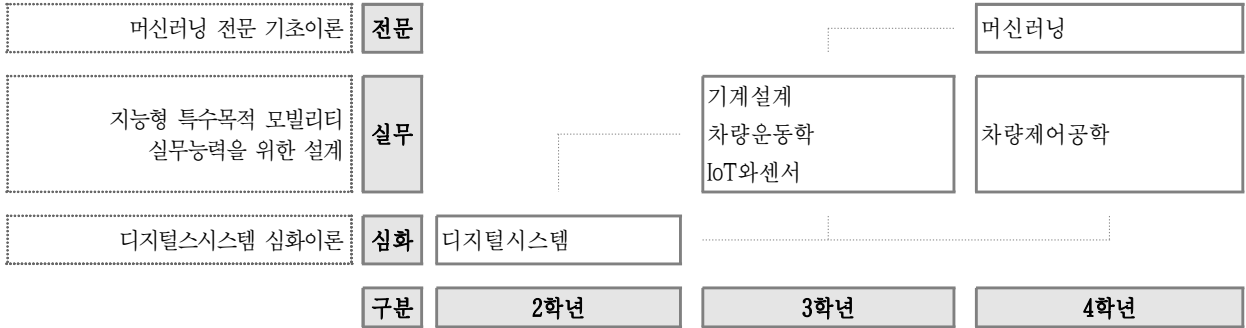 머신러닝 전문 기초이론 전문 머신러닝
지능형 특수목적 모빌리티
실무능력을 위한 설계
실무
기계설계
차량운동학
IoT와센서
차량제어공학
디지털스시스템 심화이론 심화 디지털시스템
구분 2학년 3학년 4학년